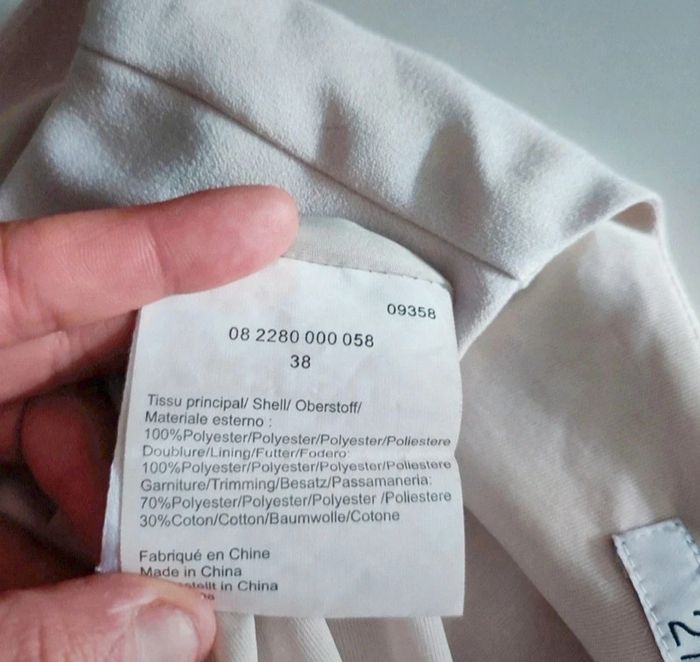 09358
08 2280 000 058
38
Tissu principal/ Shell/ Oberstoff/
Materiale esterno :
100%Polyester/Polyester/Polyester/Poliestere
Doublure/Lining/Futter/Fodero:
100%Polyester/Polyester/Polyester/Poliestere
Garniture/Trimming/Besatz/Passamaneria:
70%Polyester/Polyester/Polyester /Poliestere
30%Coton/Cotton/Baumwolle/Cotone
Fabriqué en Chine
Made in China
in China